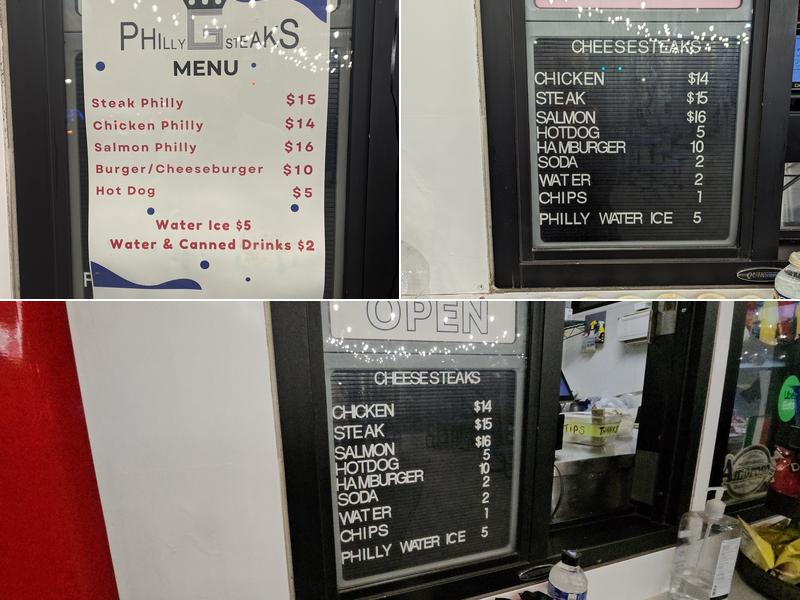 PHILLY G STEAKS
MENU
Steak Philly $15
Chicken Philly $14
Salmon Philly $16
Burger/Cheeseburger $10
Hot Dog $5
Water Ice $5
Water & Canned Drinks $2
CHEESESTEAKS
CHICKEN $14
STEAK $15
SALMON $16
HOTDOG 5
HAMBURGER 10
SODA 2
WATER 2
CHIPS 1
PHILLY WATER ICE 5
OPEN
CHEESESTEAKS
CHICKEN $14
STEAK $15
SALMON $16
HOTDOG 5
HAMBURGER 10
SODA 2
WATER 2
CHIPS 1
PHILLY WATER ICE 5
TIPS